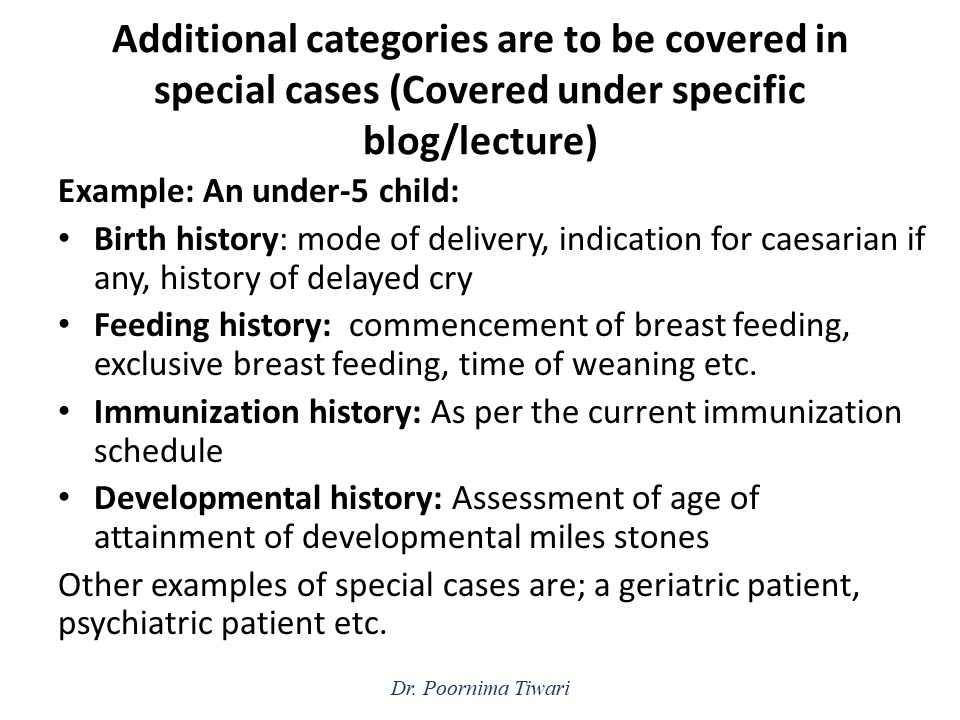 Additional categories are to be covered in
special cases (Covered under specific
blog/lecture)
Example: An under-5 child:
• Birth history: mode of delivery, indication for caesarian if
any, history of delayed cry
• Feeding history:  commencement of breast feeding,
exclusive breast feeding, time of weaning etc.
• Immunization history: As per the current immunization
schedule
• Developmental history: Assessment of age of
attainment of developmental miles stones
Other examples of special cases are; a geriatric patient,
psychiatric patient etc.
Dr. Poornima Tiwari